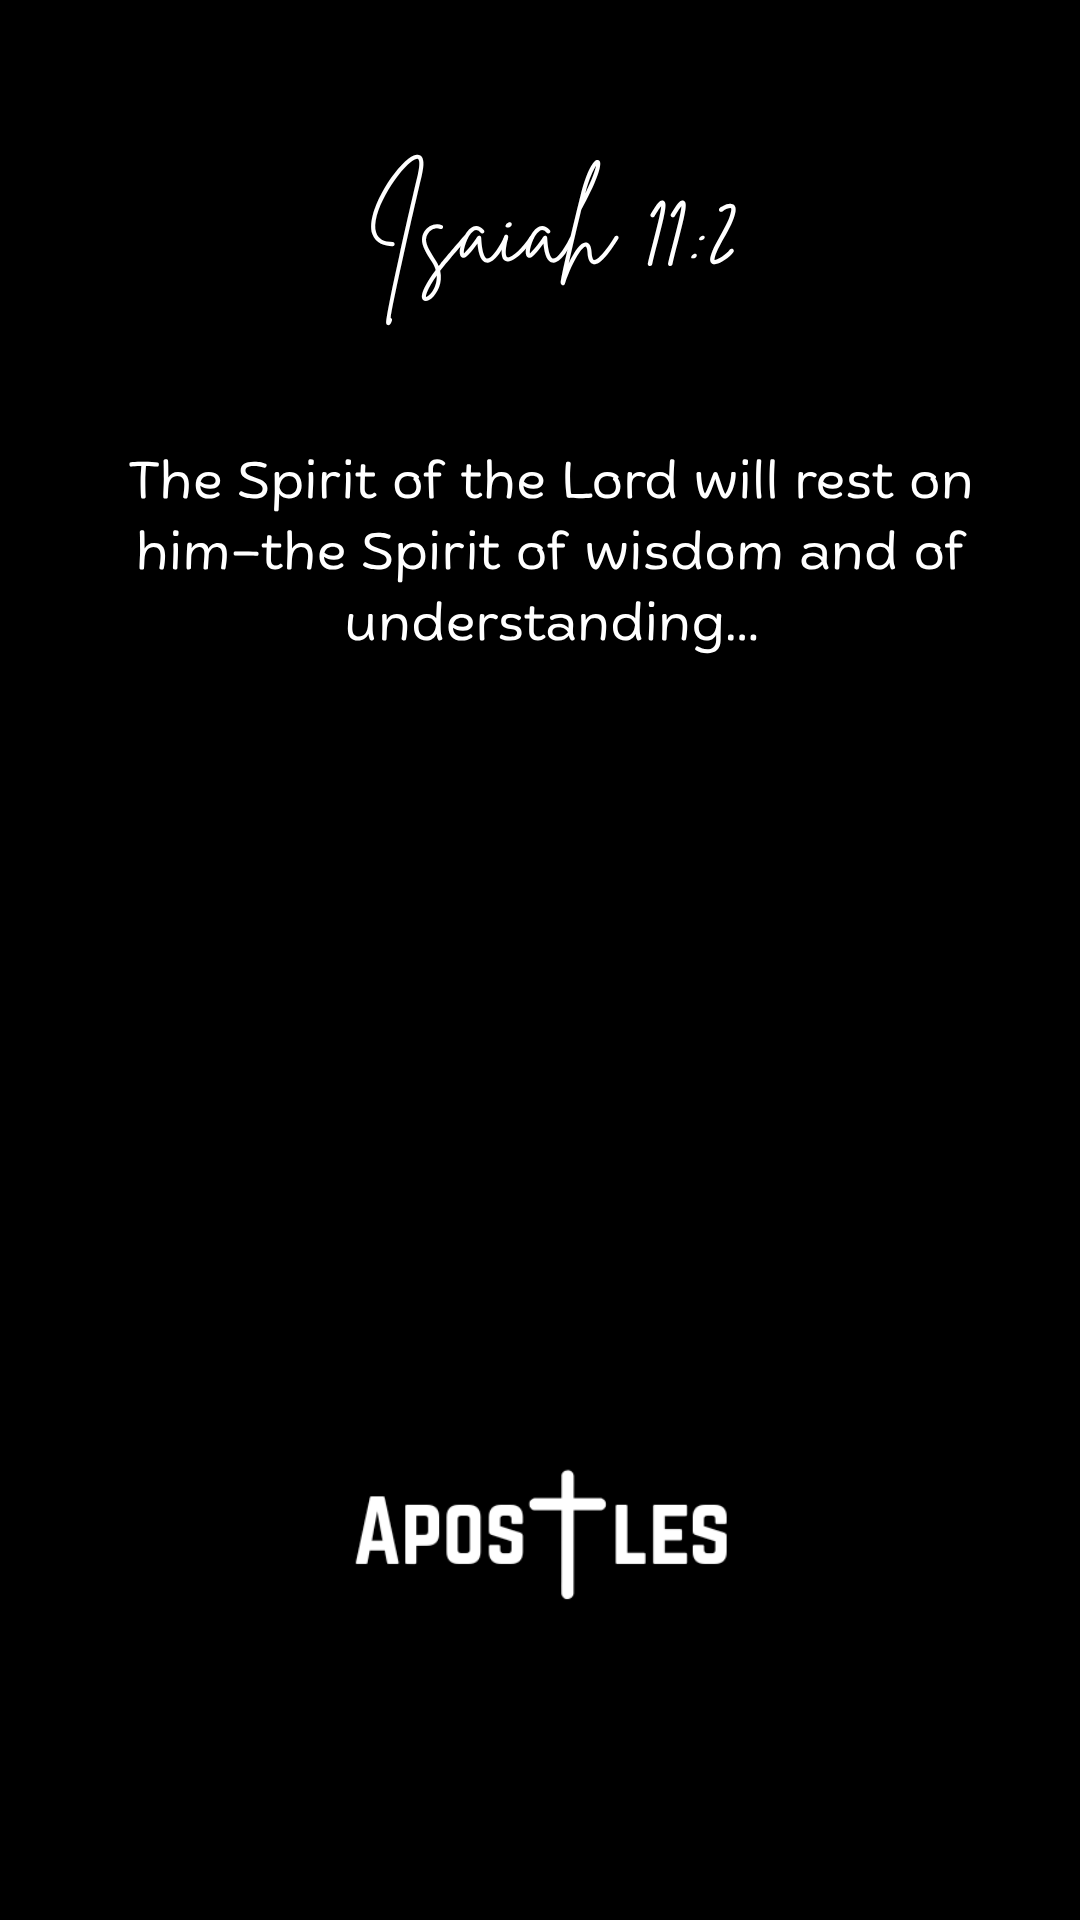 Isaiah 11:2
The Spirit of the Lord will rest on
him-the Spirit of wisdom and of
understanding...
APOSTLES